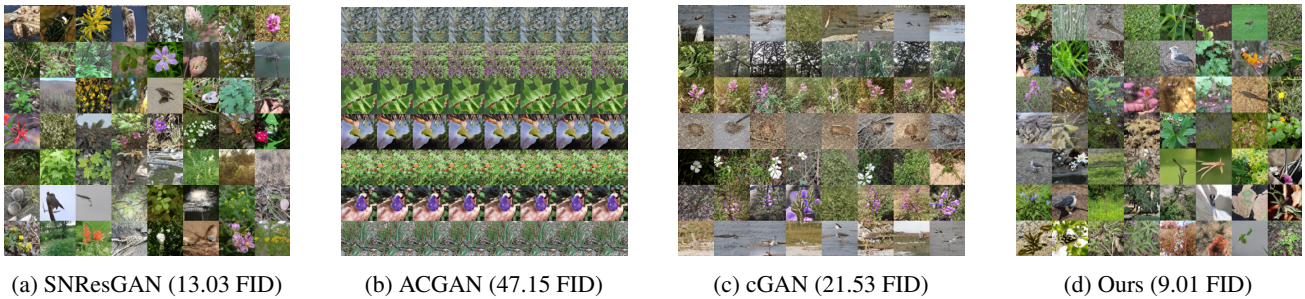 (a) SNResGAN (13.03 FID)
(b) ACGAN (47.15 FID)
(c) cGAN (21.53 FID)
(d) Ours (9.01 FID)